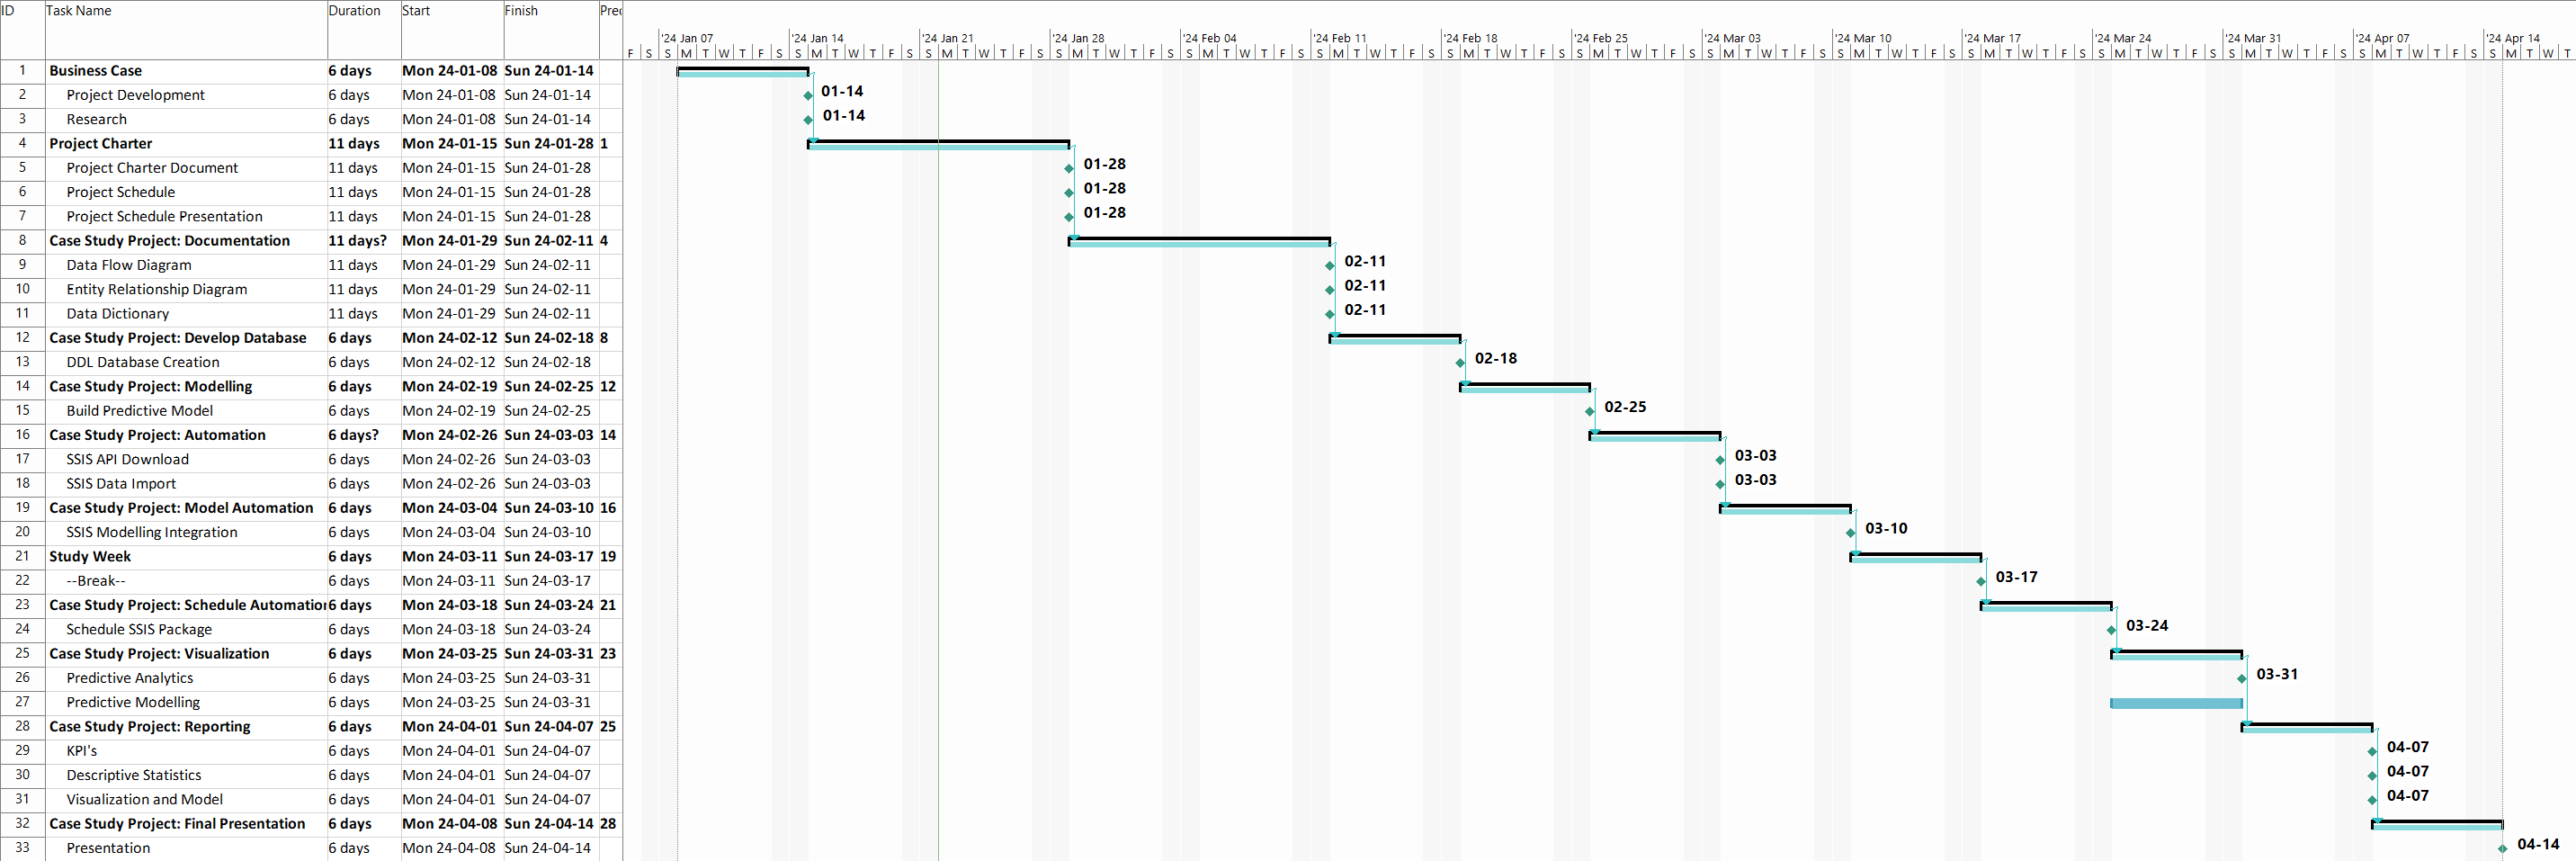 ID Task Name Duration Start Finish Pred
'24 Jan 07 '24 Jan 14 '24 Jan 21 '24 Jan 28 '24 Feb 04 '24 Feb 11 '24 Feb 18 '24 Feb 25 '24 Mar 03 '24 Mar 10 '24 Mar 17 '24 Mar 24 '24 Mar 31 '24 Apr 07 '24 Apr 14
F S S M T W T F S S M T W T F S S M T W T F S S M T W T F S S M T W T F S S M T W T F S S M T W T F S S M T W T F S S M T W T F S S M T W T F S S M T W T F S S M T W T F S S M T W T F S S M T W T F S S M T W T
1 Business Case 6 days Mon 24-01-08 Sun 24-01-14
2 Project Development 6 days Mon 24-01-08 Sun 24-01-14 01-14
3 Research 6 days Mon 24-01-08 Sun 24-01-14 01-14
4 Project Charter 11 days Mon 24-01-15 Sun 24-01-28 1
5 Project Charter Document 11 days Mon 24-01-15 Sun 24-01-28 01-28
6 Project Schedule 11 days Mon 24-01-15 Sun 24-01-28 01-28
7 Project Schedule Presentation 11 days Mon 24-01-15 Sun 24-01-28 01-28
8 Case Study Project: Documentation 11 days? Mon 24-01-29 Sun 24-02-11 4
9 Data Flow Diagram 11 days Mon 24-01-29 Sun 24-02-11 02-11
10 Entity Relationship Diagram 11 days Mon 24-01-29 Sun 24-02-11 02-11
11 Data Dictionary 11 days Mon 24-01-29 Sun 24-02-11 02-11
12 Case Study Project: Develop Database 6 days Mon 24-02-12 Sun 24-02-18 8
13 DDL Database Creation 6 days Mon 24-02-12 Sun 24-02-18 02-18
14 Case Study Project: Modelling 6 days Mon 24-02-19 Sun 24-02-25 12
15 Build Predictive Model 6 days Mon 24-02-19 Sun 24-02-25 02-25
16 Case Study Project: Automation 6 days? Mon 24-02-26 Sun 24-03-03 14
17 SSIS API Download 6 days Mon 24-02-26 Sun 24-03-03 03-03
18 SSIS Data Import 6 days Mon 24-02-26 Sun 24-03-03 03-03
19 Case Study Project: Model Automation 6 days Mon 24-03-04 Sun 24-03-10 16
20 SSIS Modelling Integration 6 days Mon 24-03-04 Sun 24-03-10 03-10
21 Study Week 6 days Mon 24-03-11 Sun 24-03-17 19
22 --Break-- 6 days Mon 24-03-11 Sun 24-03-17 03-17
23 Case Study Project: Schedule Automation 6 days Mon 24-03-18 Sun 24-03-24 21
24 Schedule SSIS Package 6 days Mon 24-03-18 Sun 24-03-24 03-24
25 Case Study Project: Visualization 6 days Mon 24-03-25 Sun 24-03-31 23
26 Predictive Analytics 6 days Mon 24-03-25 Sun 24-03-31 03-31
27 Predictive Modelling 6 days Mon 24-03-25 Sun 24-03-31
28 Case Study Project: Reporting 6 days Mon 24-04-01 Sun 24-04-07 25
29 KPI's 6 days Mon 24-04-01 Sun 24-04-07 04-07
30 Descriptive Statistics 6 days Mon 24-04-01 Sun 24-04-07 04-07
31 Visualization and Model 6 days Mon 24-04-01 Sun 24-04-07 04-07
32 Case Study Project: Final Presentation 6 days Mon 24-04-08 Sun 24-04-14 28
33 Presentation 6 days Mon 24-04-08 Sun 24-04-14 04-14